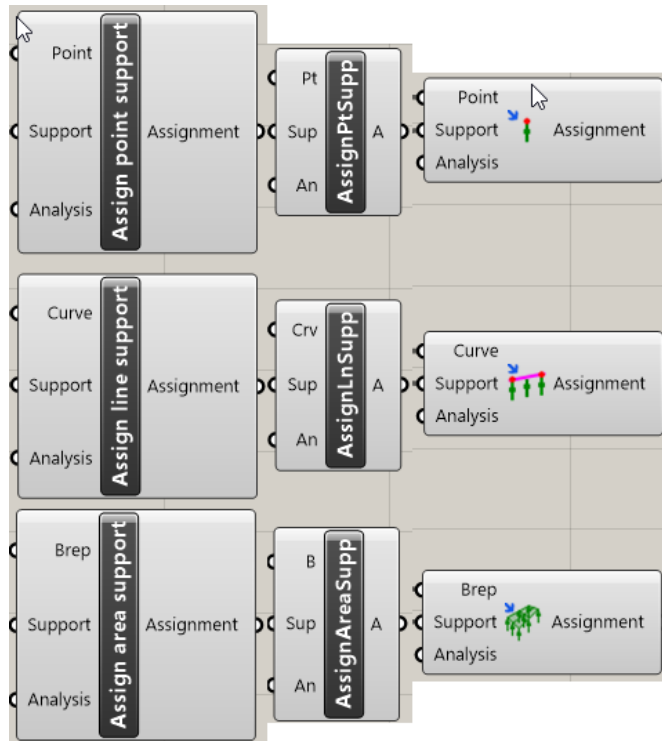 Point
Support
Analysis
Assign point support
Assignment
Pt
Sup
An
AssignPtSupp
A
Point
Support
Analysis
Assignment
Curve
Support
Analysis
Assign line support
Assignment
Crv
Sup
An
AssignLnSupp
A
Curve
Support
Analysis
Assignment
Brep
Support
Analysis
Assign area support
Assignment
B
Sup
An
AssignAreaSupp
A
Brep
Support
Analysis
Assignment